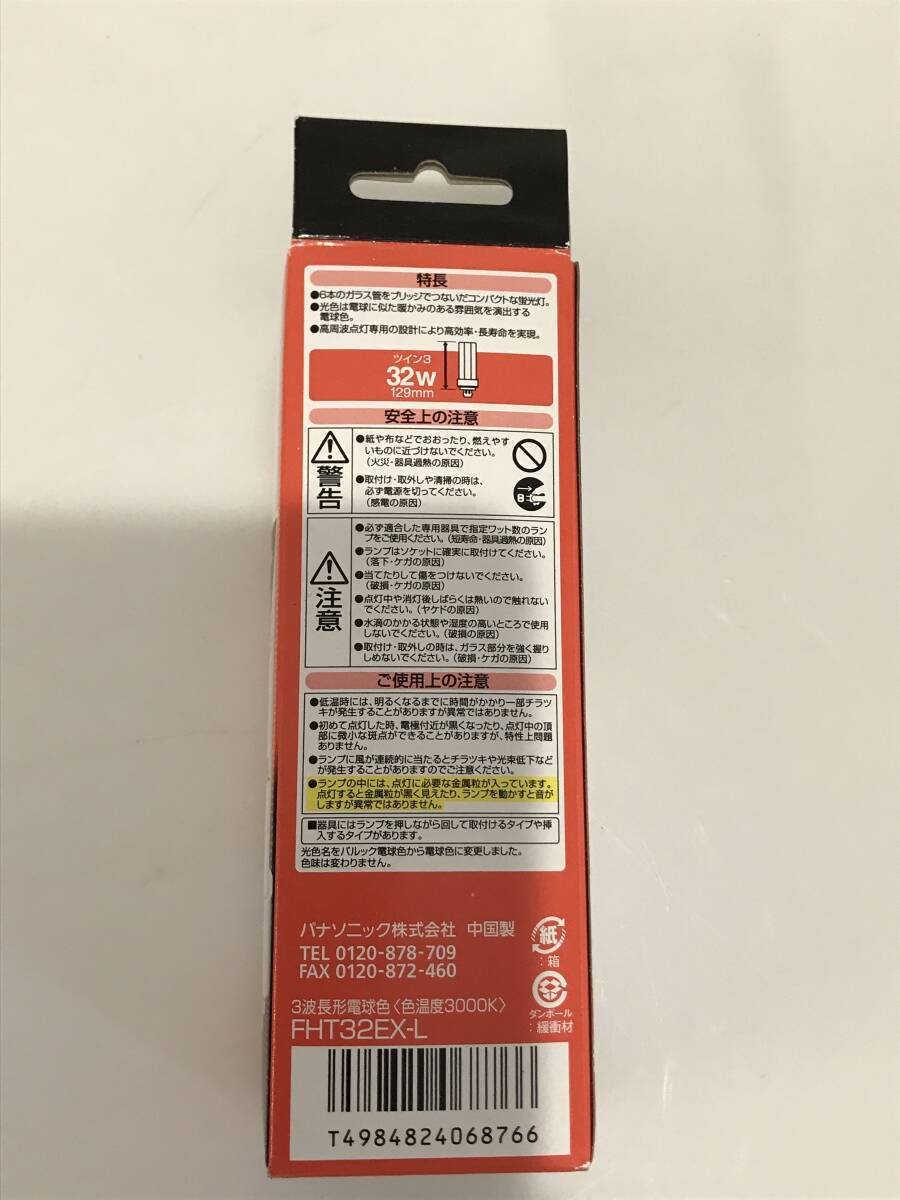 特長
●6本のガラス管をブリッジでつないだコンパクトな蛍光灯。
●光色は電球に似た暖かみのある雰囲気を演出する
電球色。
●高周波点灯専用の設計により高効率・長寿命を実現。
ツイン3
32W
129mm
安全上の注意
警告
●紙や布などでおおったり、燃えやす
いものに近づけないでください。
(火災・器具過熱の原因)
●取付け・取外しや清掃の時は、
必ず電源を切ってください。
(感電の原因)
注意
●必ず適合した専用器具で指定ワット数のラン
プをご使用ください。(短寿命・器具過熱の原因)
●ランプはソケットに確実に取付けてください。
(落下・ケガの原因)
●当てたりして傷をつけないでください。
(破損・ケガの原因)
●点灯中や消灯後しばらくは熱いので触れない
でください。(ヤケドの原因)
●水滴のかかる状態や湿度の高いところで使用
しないでください。(破損の原因)
●取付け・取外しの時は、ガラス部分を強く握り
しめないでください。(破損・ケガの原因)
ご使用上の注意
●低温時には、明るくなるまでに時間がかかり一部チラツ
キが発生することがありますが異常ではありません。
●初めて点灯した時、電極付近が黒くなったり、点灯中の頂
部に微小な斑点ができることがありますが、特性上問題
ありません。
●ランプに風が連続的に当たるとチラツキや光束低下など
が発生することがありますのでご注意ください。
●ランプの中には、点灯に必要な金属粒が入っています。
点灯すると金属粒が黒く見えたり、ランプを動かすと音が
しますが異常ではありません。
■器具にはランプを押しながら回して取付けるタイプや挿
入するタイプがあります。
光色名をパルック電球色から電球色に変更しました。
色味は変わりません。
パナソニック株式会社 中国製
TEL 0120-878-709
FAX 0120-872-460
紙
:箱
ダンボール
:緩衝材
3波長形電球色〈色温度3000K〉
FHT32EX-L
T4984824068766